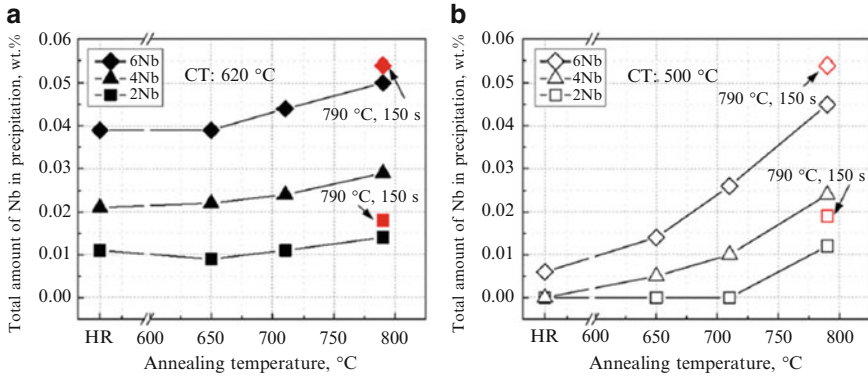 a
Total amount of Nb in precipitation, wt.%
0.06
0.05
0.04
0.03
0.02
0.01
0.00
6Nb
4Nb
2Nb
CT: 620 °C
790 °C, 150 s
790 °C, 150 s
HR
600
650
700
750
800
Annealing temperature, °C
b
Total amount of Nb in precipitation, wt.%
0.06
0.05
0.04
0.03
0.02
0.01
0.00
6Nb
4Nb
2Nb
CT: 500 °C
790 °C, 150 s
790 °C, 150 s
HR
600
650
700
750
800
Annealing temperature, °C